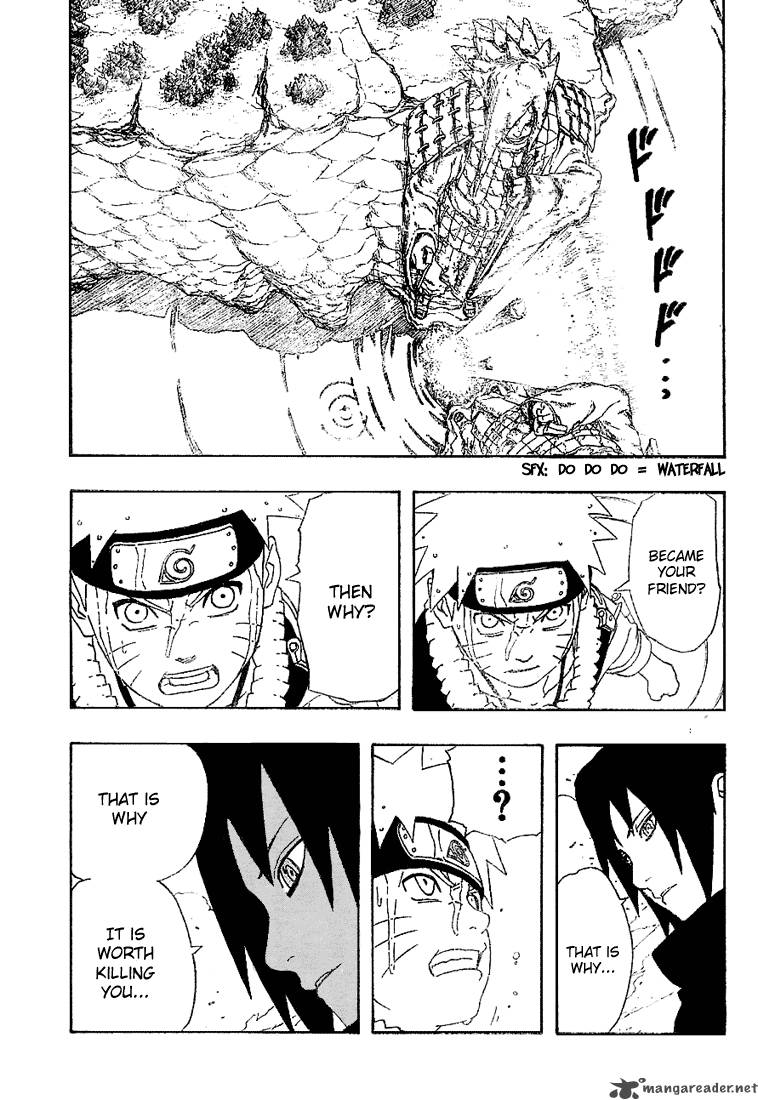 ドドドド...
SFX: DO DO DO = WATERFALL
BECAME
YOUR
FRIEND?
THEN
WHY?
THAT IS
WHY...
...?
THAT IS
WHY
IT IS
WORTH
KILLING
YOU...
mangareader.net